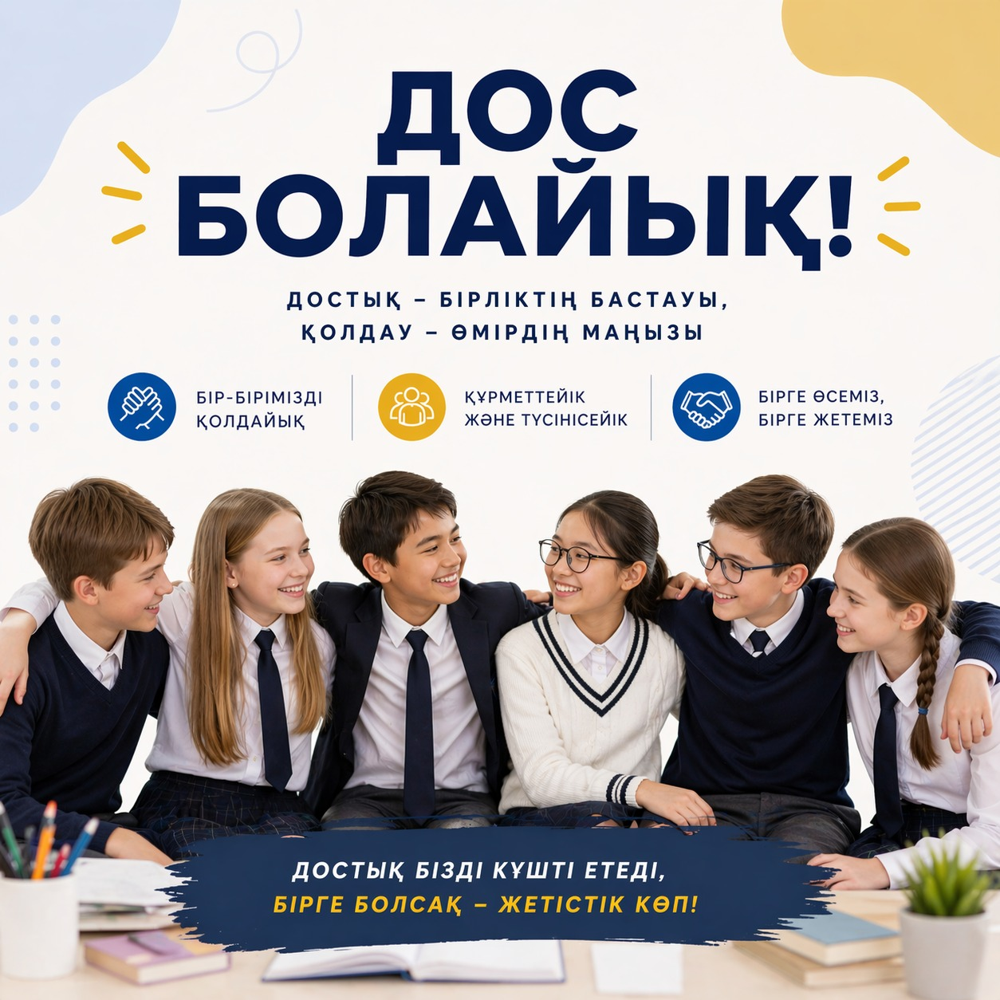 ДОС
БОЛАЙЫҚ!
ДОСТЫҚ – БІРЛІКТІҢ БАСТАУЫ,
ҚОЛДАУ – ӨМІРДІҢ МАҢЫЗЫ
БІР-БІРІМІЗДІ
ҚОЛДАЙЫҚ
ҚҰРМЕТТЕЙІК
ЖӘНЕ ТҮСІНІСЕЙІК
БІРГЕ ӨСЕМІЗ,
БІРГЕ ЖЕТЕМІЗ
ДОСТЫҚ БІЗДІ КҰШТІ ЕТЕДІ,
БІРГЕ БОЛСАҚ – ЖЕТІСТІК КӨП!